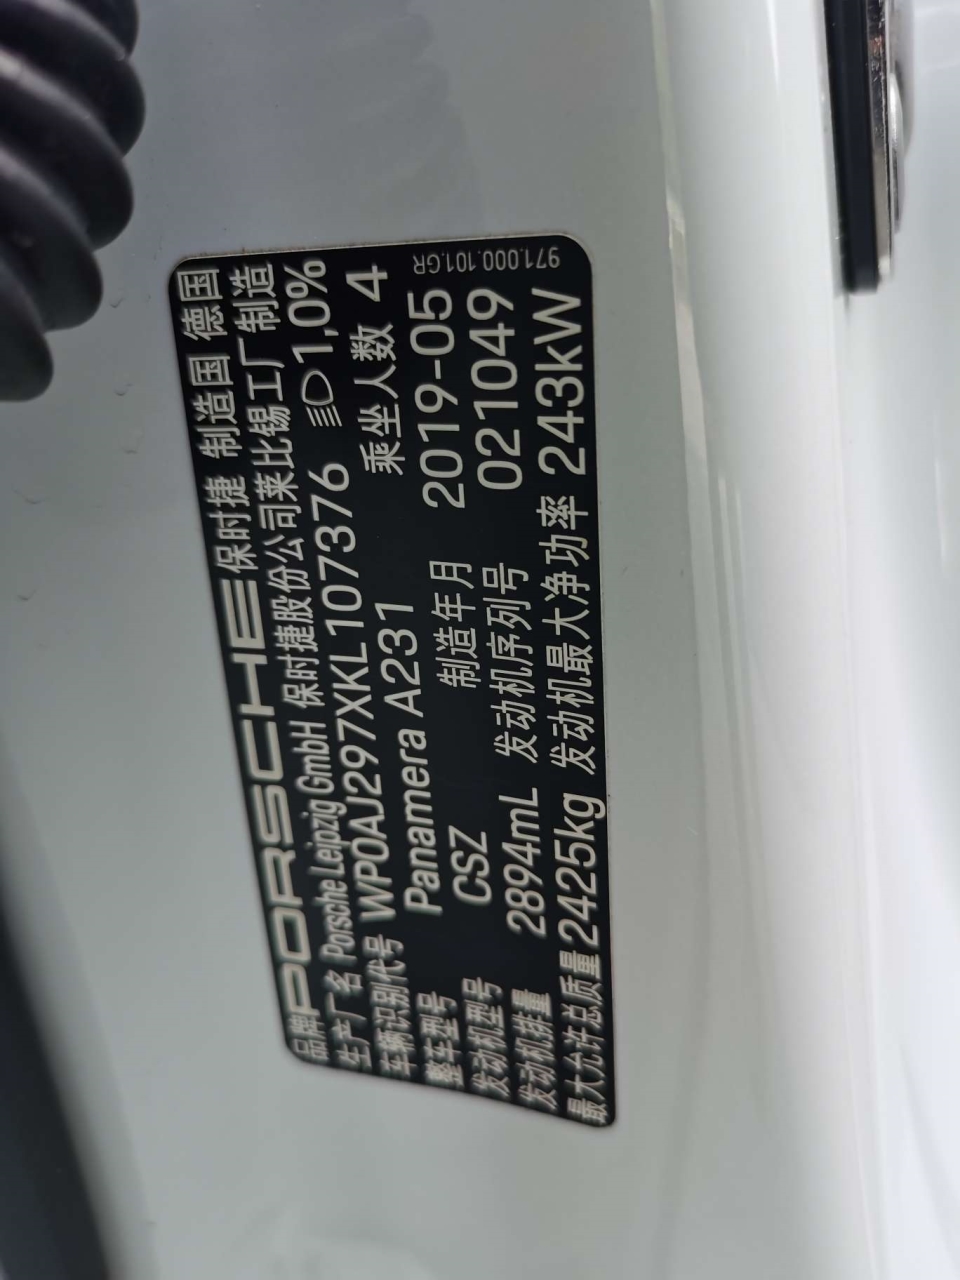 品牌 PORSCHE 保时捷 制造国 德国
生产厂名 Porsche Leipzig GmbH 保时捷股份公司莱比锡工厂制造
车辆识别代号 WP0AJ297XKL107376 1,0%
整车型号 Panamera A231 乘坐人数 4
发动机型号 CSZ 制造年月 2019-05
发动机排量 2894mL 发动机序列号 021049
最大允许总质量 2425kg 发动机最大净功率 243kW
971.000.101.GR